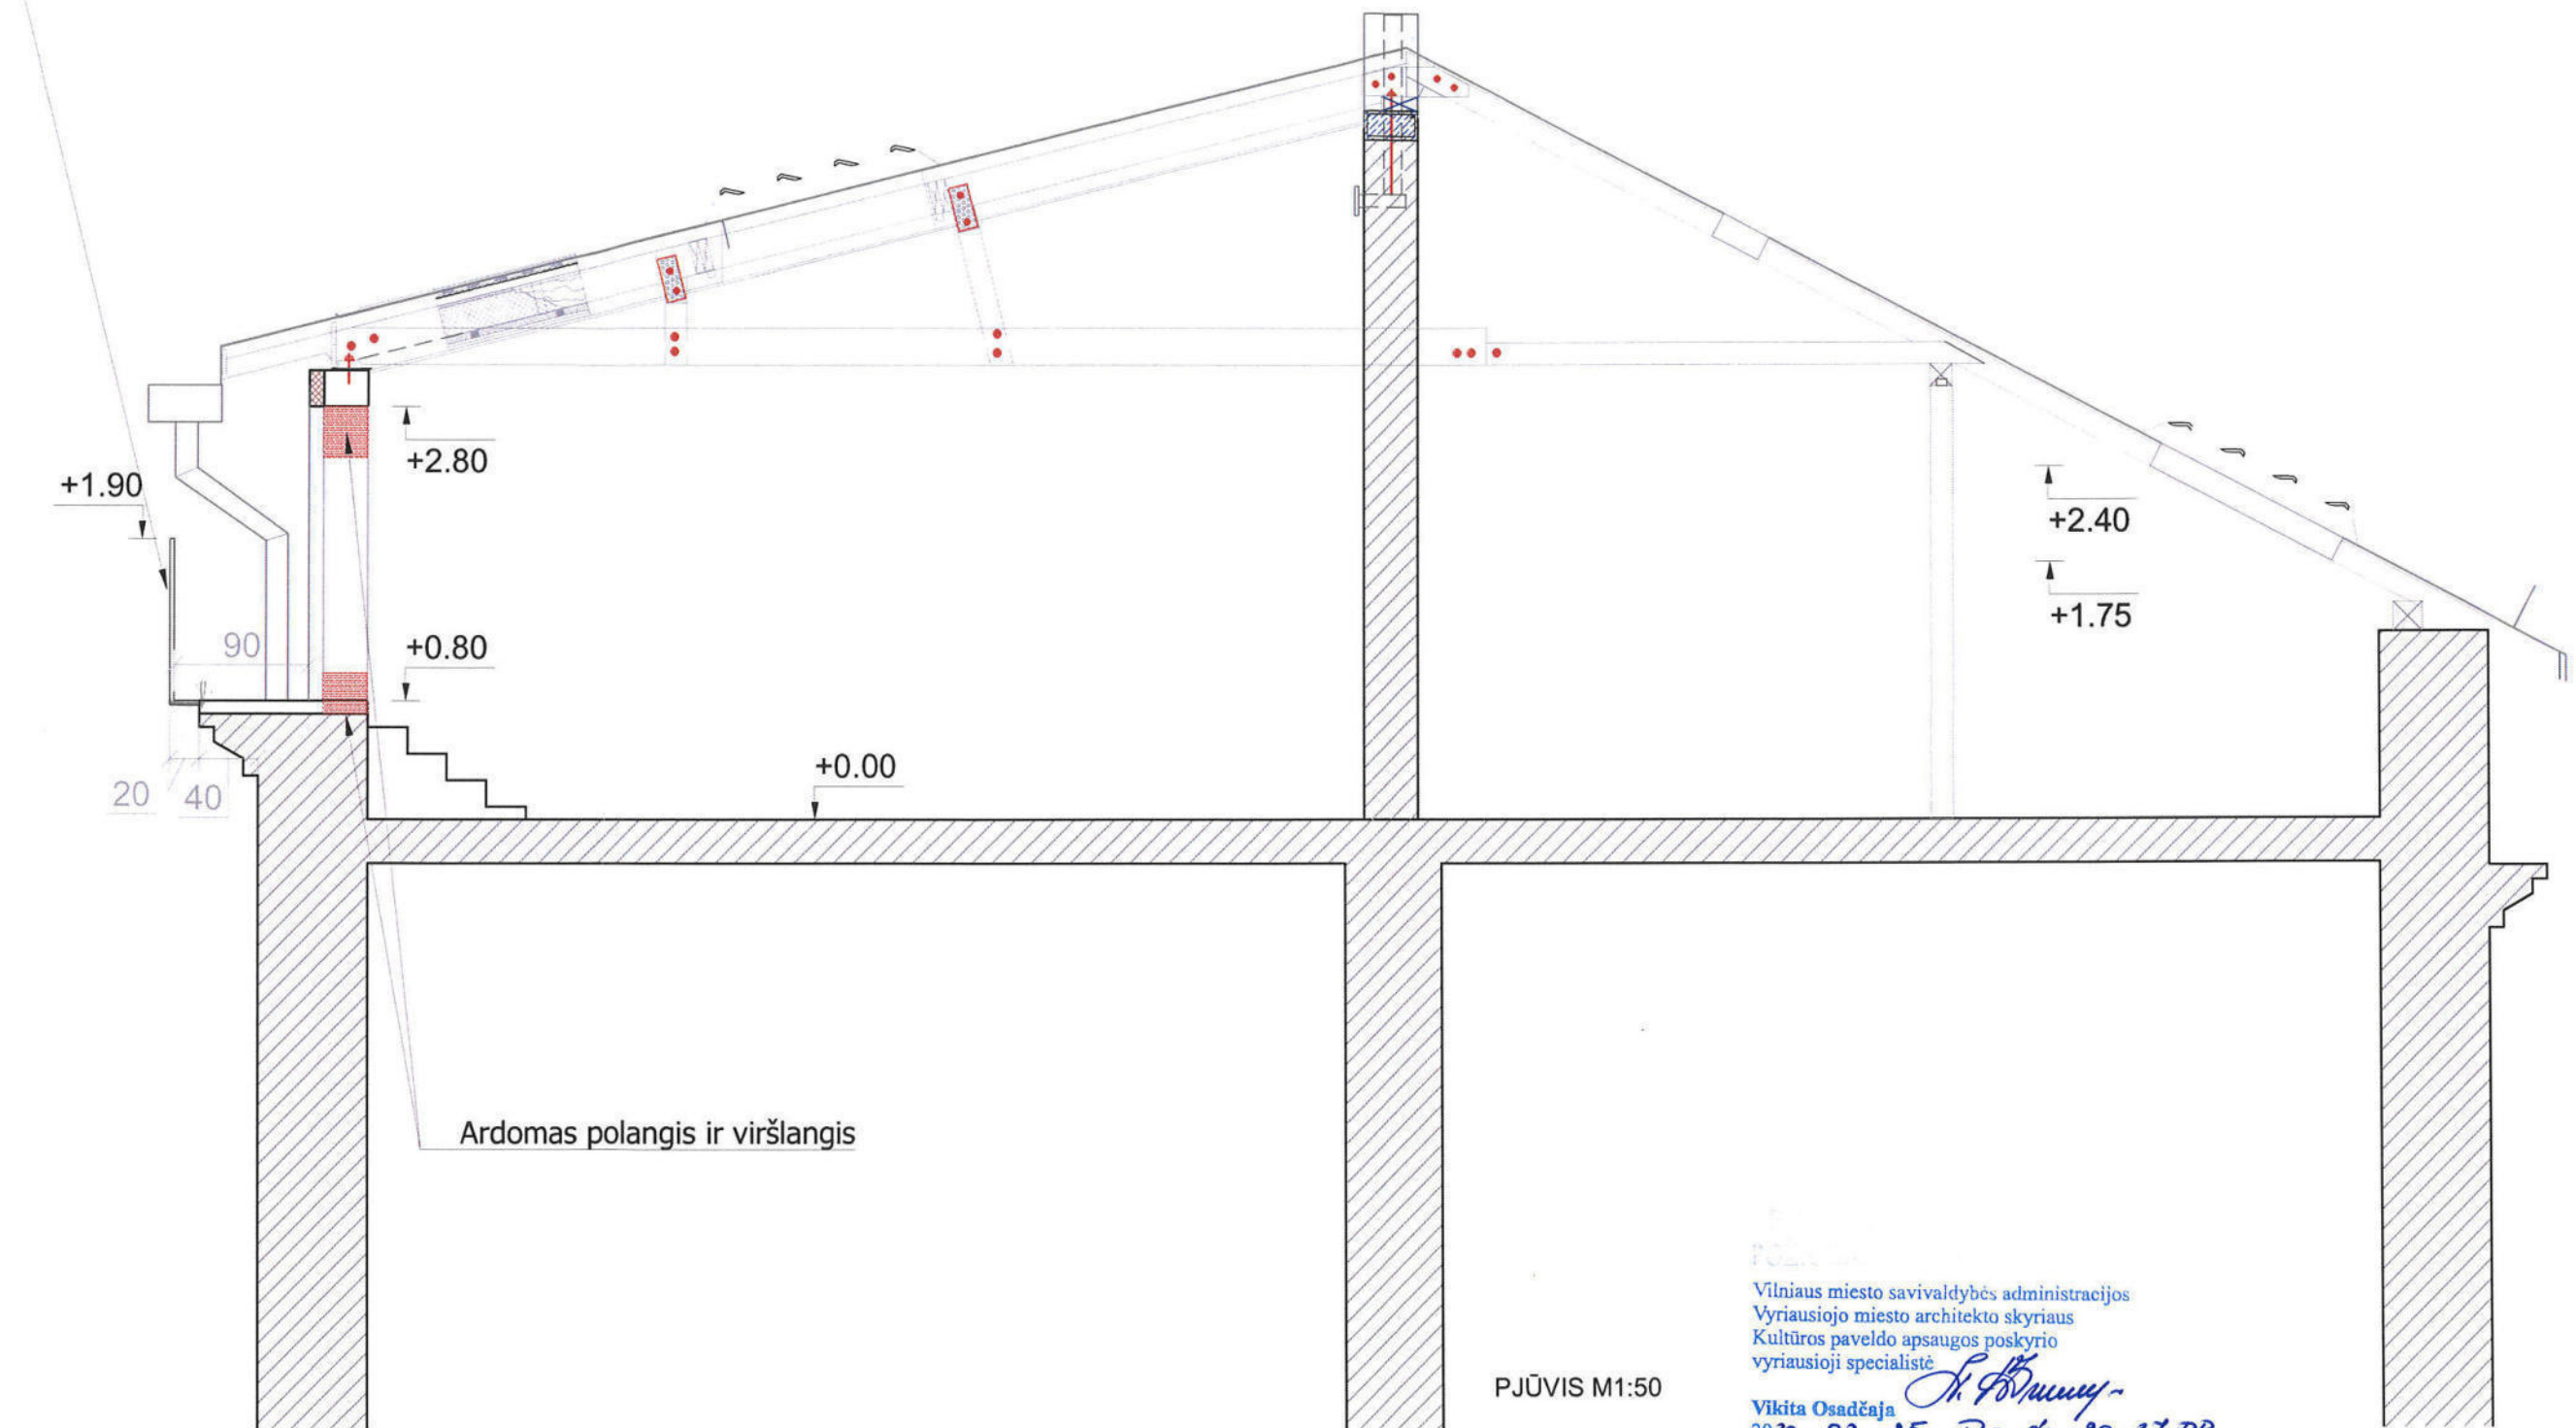 +2.80
+1.90
+2.40
+1.75
90
+0.80
+0.00
20
40
Ardomas polangis ir viršlangis
Vilniaus miesto savivaldybės administracijos
Vyriausiojo miesto architekto skyriaus
Kultūros paveldo apsaugos poskyrio
vyriausioji specialistė
PJŪVIS M1:50
Vikita Osadčaja